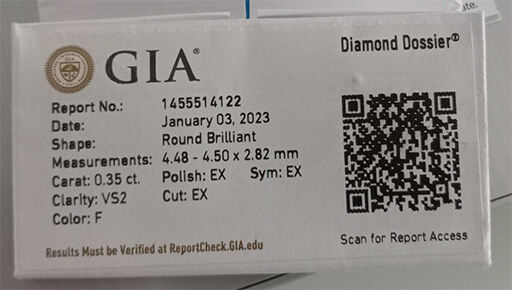 ate.
GIA®
Diamond Dossier®
Report No.: 1455514122
Date: January 03, 2023
Shape: Round Brilliant
Measurements: 4.48 - 4.50 x 2.82 mm
Carat: 0.35 ct. Polish: EX Sym: EX
Clarity: VS2 Cut: EX
Color: F
Results Must be Verified at ReportCheck.GIA.edu
Scan for Report Access